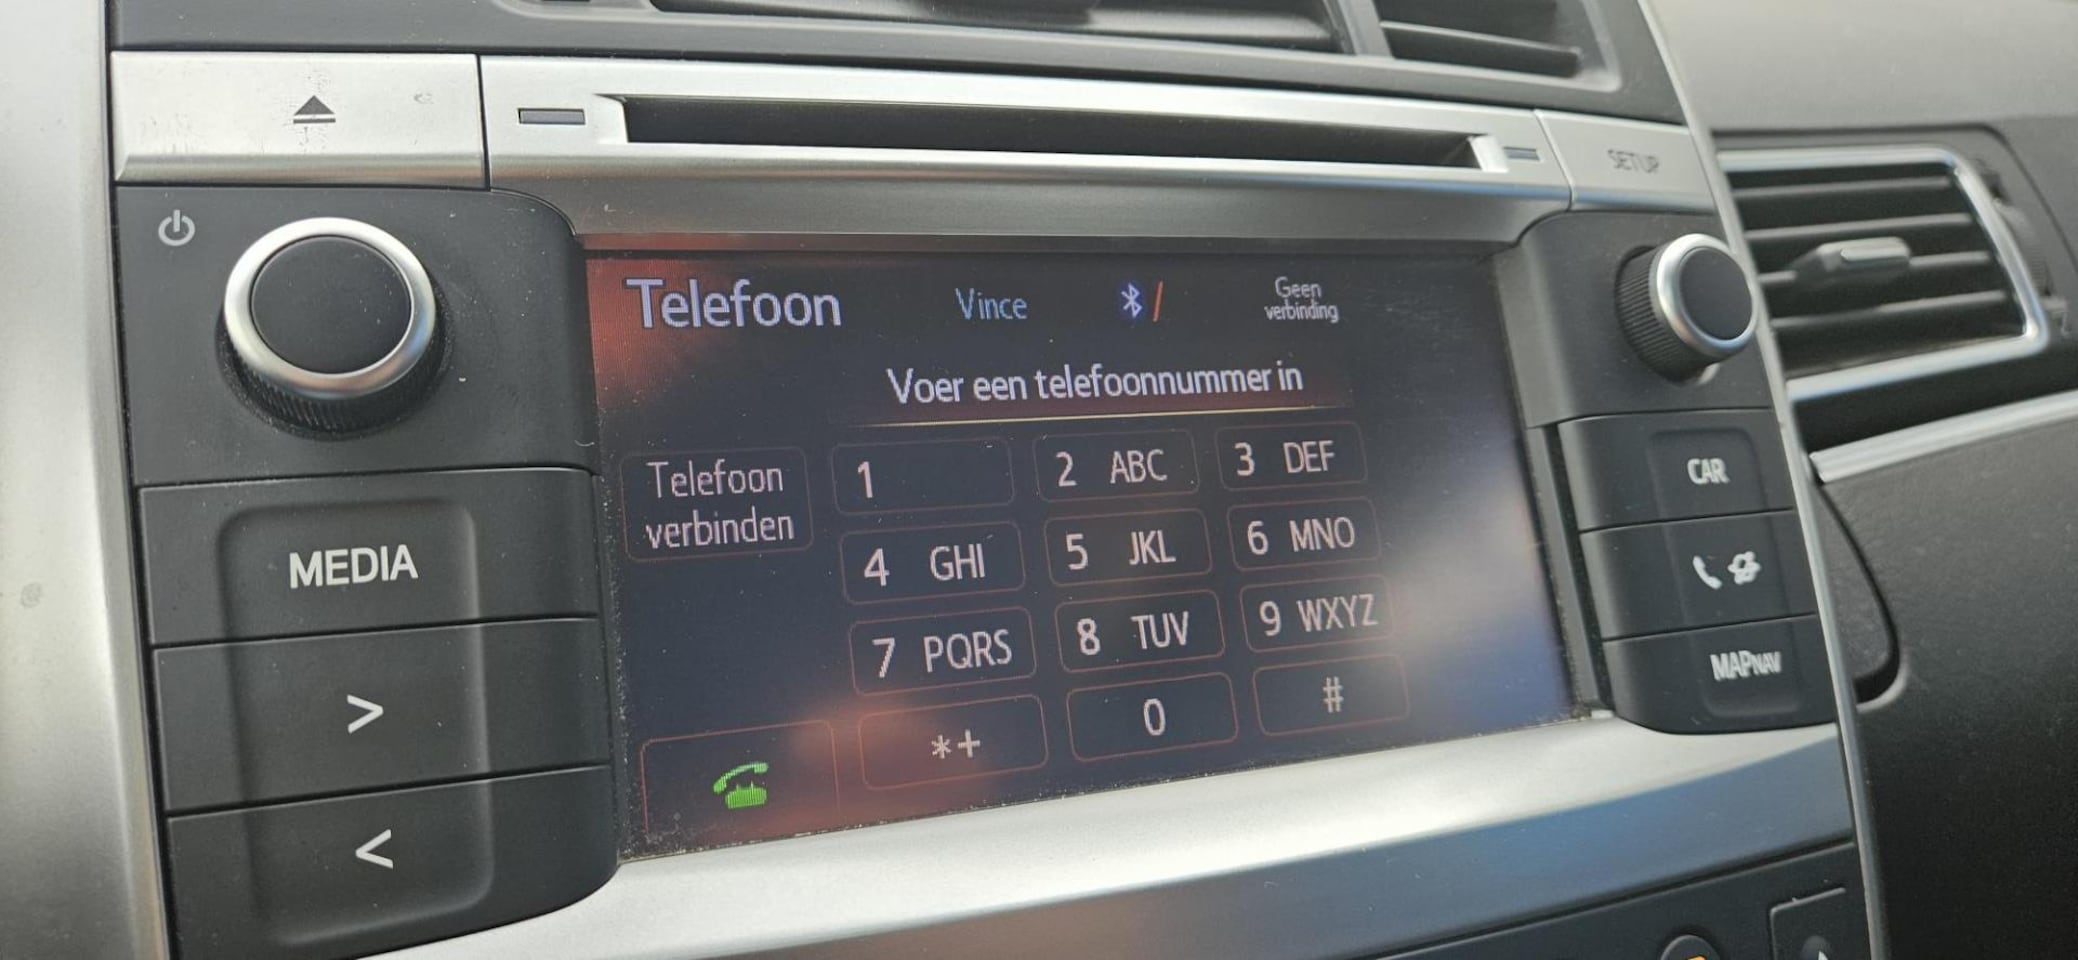 SETUP
Telefoon
Vince
Geen
verbinding
Voer een telefoonnummer in
Telefoon
verbinden
1
2 ABC
3 DEF
4 GHI
5 JKL
6 MNO
7 PQRS
8 TUV
9 WXYZ
*+
0
#
MEDIA
>
<
CAR
MAPNAV